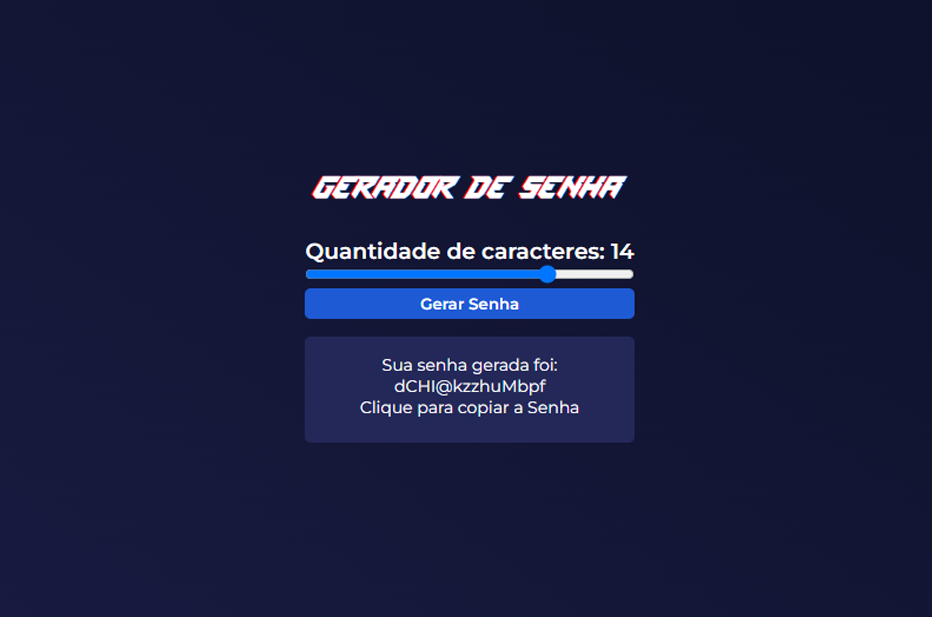 GERADOR DE SENHA
Quantidade de caracteres: 14
Gerar Senha
Sua senha gerada foi:
dCHI@kzzhuMbpf
Clique para copiar a Senha